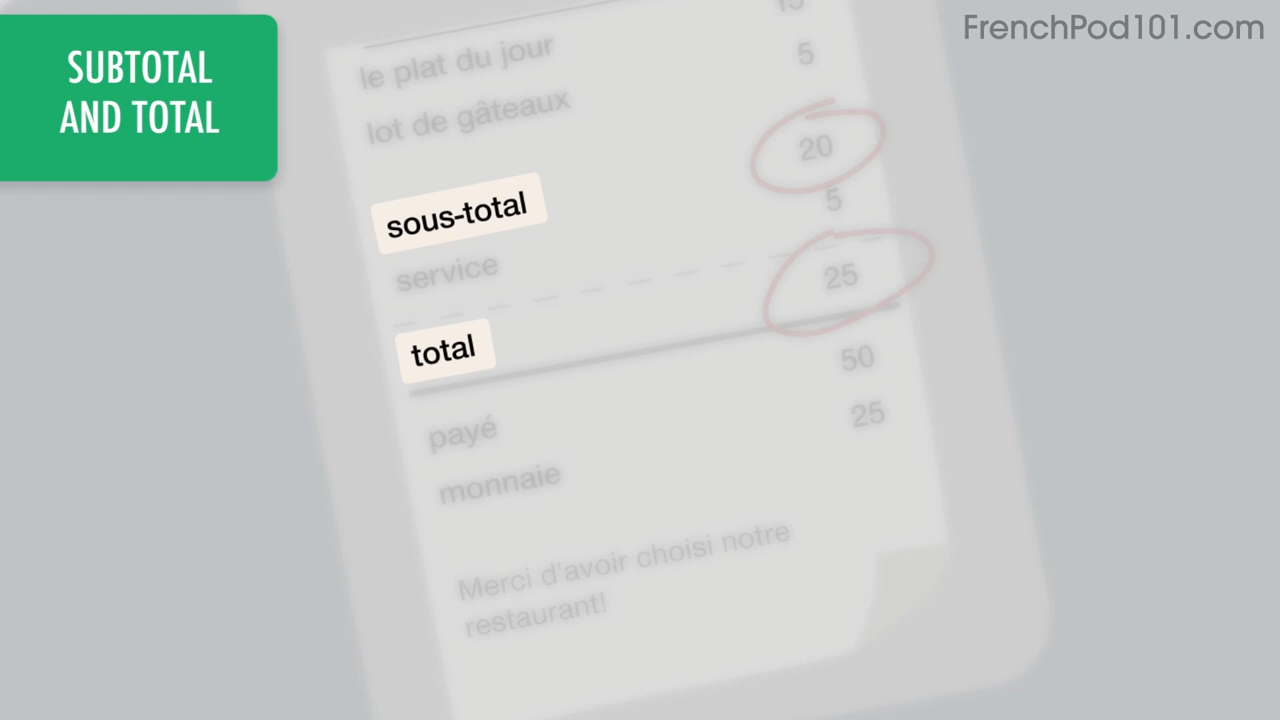 SUBTOTAL
AND TOTAL
FrenchPod101.com
15
le plat du jour 5
lot de gâteaux
20
sous-total 5
service 25
total
50
payé 25
monnaie
Merci d'avoir choisi notre
restaurant!